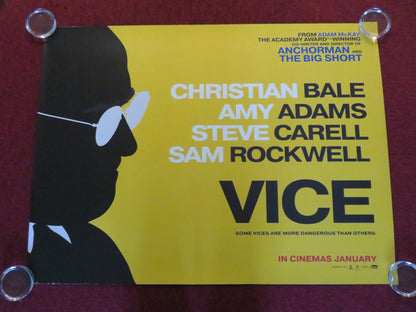 FROM ADAM McKAY
THE ACADEMY AWARD® WINNING
CO-WRITER AND DIRECTOR OF
ANCHORMAN AND
THE BIG SHORT
CHRISTIAN BALE
AMY ADAMS
STEVE CARELL
SAM ROCKWELL
VICE
SOME VICES ARE MORE DANGEROUS THAN OTHERS
IN CINEMAS JANUARY